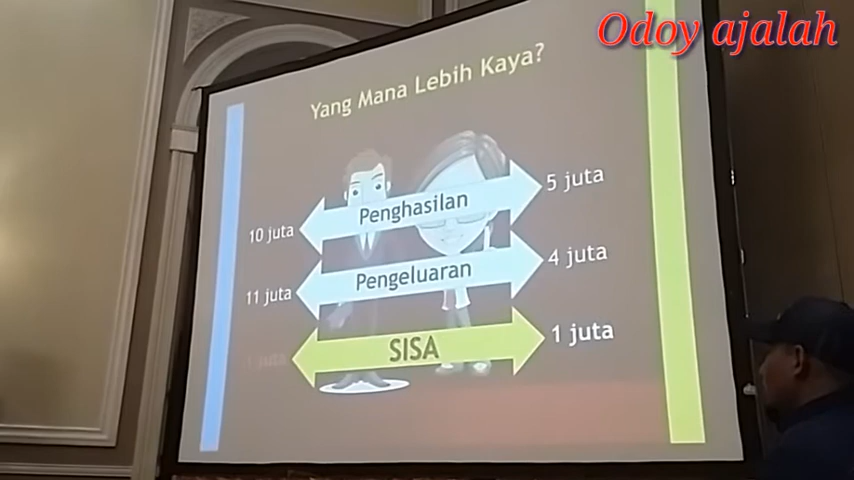 Odoy ajalah
Yang Mana Lebih Kaya?
10 juta
Penghasilan
5 juta
11 juta
Pengeluaran
4 juta
SISA
1 juta